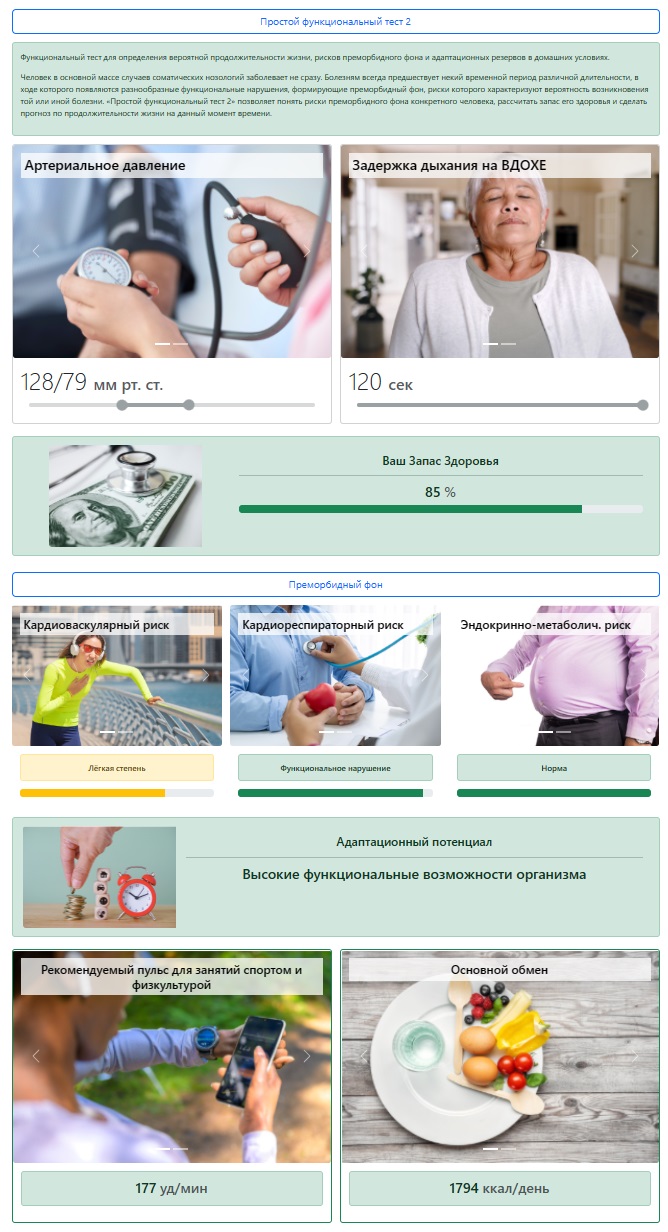 Простой функциональный тест 2
Функциональный тест для определения вероятной продолжительности жизни, рисков преморбидного фона и адаптационных резервов в домашних условиях.
Человек в основной массе случаев соматических нозологий заболевает не сразу. Болезням всегда предшествует некий временной период различной длительности, в
ходе которого появляются разнообразные функциональные нарушения, формирующие преморбидный фон, риски которого характеризуют вероятность возникновения
той или иной болезни. «Простой функциональный тест 2» позволяет понять риски преморбидного фона конкретного человека, рассчитать запас его здоровья и сделать
прогноз по продолжительности жизни на данный момент времени.
Артериальное давление
Задержка дыхания на ВДОХЕ
128/79 мм рт. ст.
120 сек
Ваш Запас Здоровья
85 %
Преморбидный фон
Кардиоваскулярный риск
Кардиореспираторный риск
Эндокринно-метаболич. риск
Лёгкая степень
Функциональное нарушение
Норма
Адаптационный потенциал
Высокие функциональные возможности организма
Рекомендуемый пульс для занятий спортом и
физкультурой
Основной обмен
177 уд/мин
1794 ккал/день